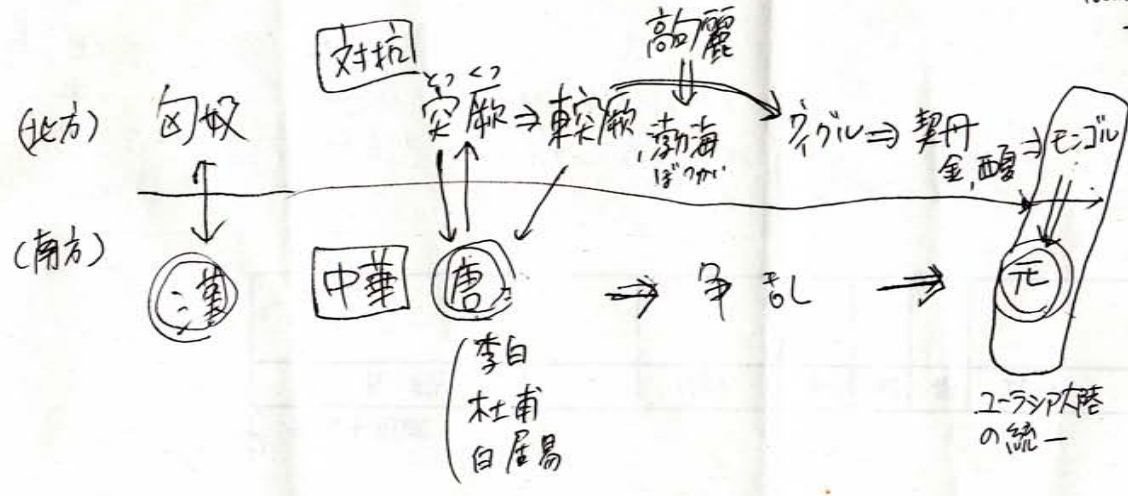 高句麗
対抗
とっくつ
(北方) 匈奴 突厥⇒東突厥 渤海 ウイグル⇒契丹 ⇒モンゴル
ぼっかい 金、西夏
(南方) 漢 中華 唐 ⇒ 争乱 ⇒ 元
李白
杜甫
白居易
ユーラシア大陸
の統一